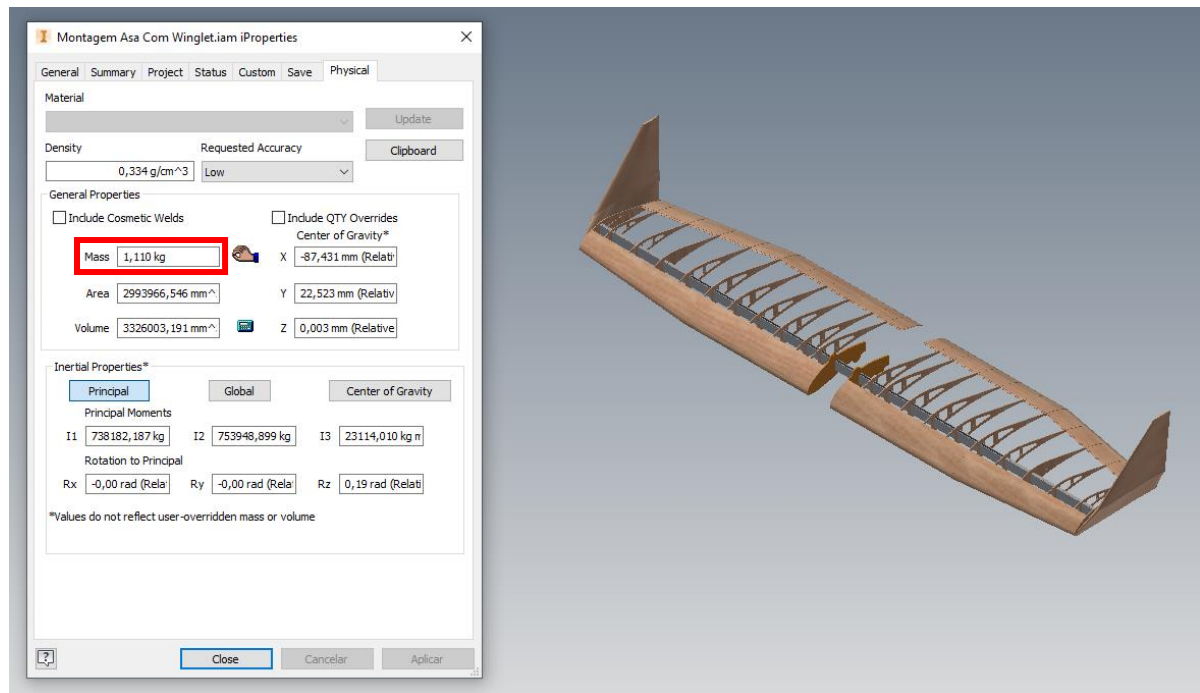 Montagem Asa Com Winglet.iam iProperties
General Summary Project Status Custom Save Physical
Material
Update
Density Requested Accuracy
0,334 g/cm^3 Low Clipboard
General Properties
Include Cosmetic Welds Include QTY Overrides
Center of Gravity*
Mass 1,110 kg X -87,431 mm (Relati
Area 2993966,546 mm^ Y 22,523 mm (Relativ
Volume 3326003,191 mm^ Z 0,003 mm (Relative
Inertial Properties*
Principal Global Center of Gravity
Principal Moments
I1 738182,187 kg I2 753948,899 kg I3 23114,010 kg m
Rotation to Principal
Rx -0,00 rad (Rela Ry -0,00 rad (Rela Rz 0,19 rad (Relati
*Values do not reflect user-overridden mass or volume
? Close Cancelar Aplicar